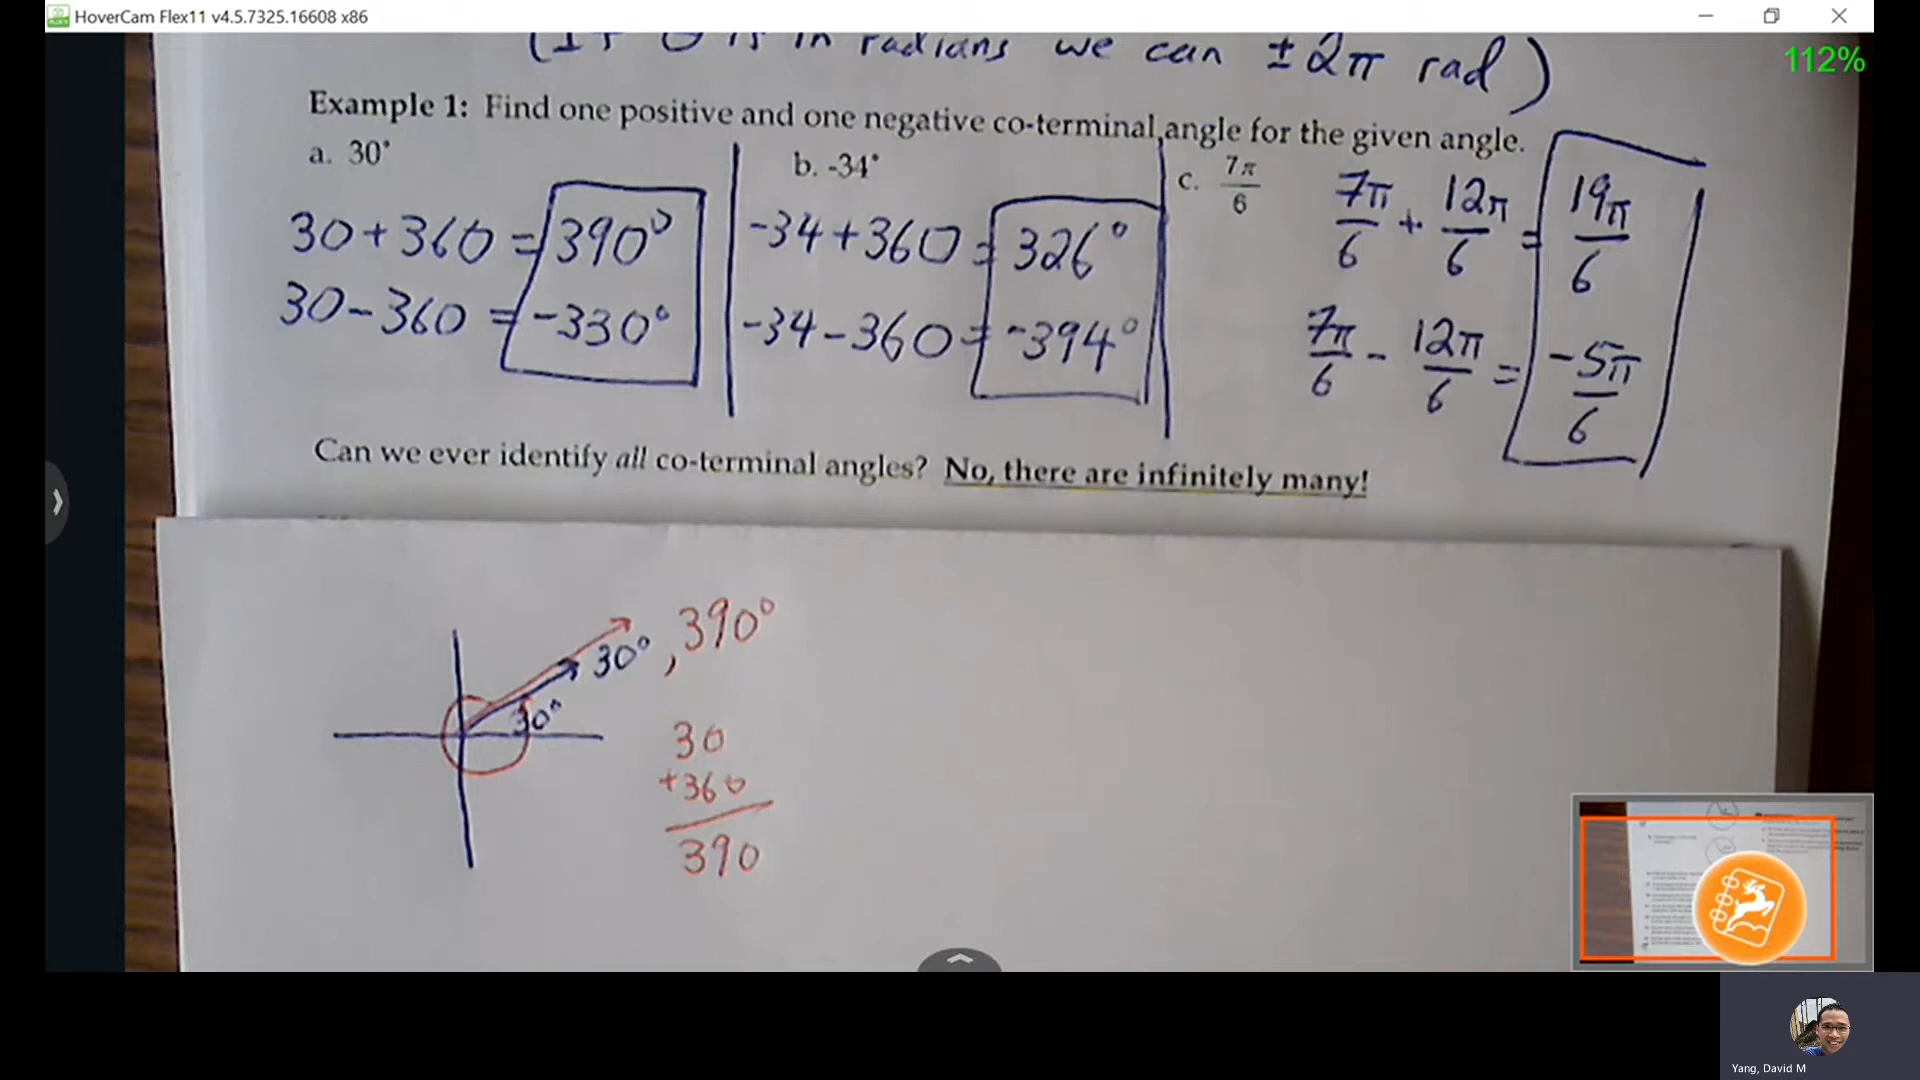 HoverCam Flex11 v4.5.7325.16608 x86
112%
(If θ is in radians we can ±2π rad)
Example 1: Find one positive and one negative co-terminal angle for the given angle.
a. 30°
30+360 = 390°
30-360 = -330°
b. -34°
-34+360 = 326°
-34-360 = -394°
c. 7π/6
7π/6 + 12π/6 = 19π/6
7π/6 - 12π/6 = -5π/6
Can we ever identify all co-terminal angles? No, there are infinitely many!
30°, 390°
30°
30
+360
390
Yang, David M